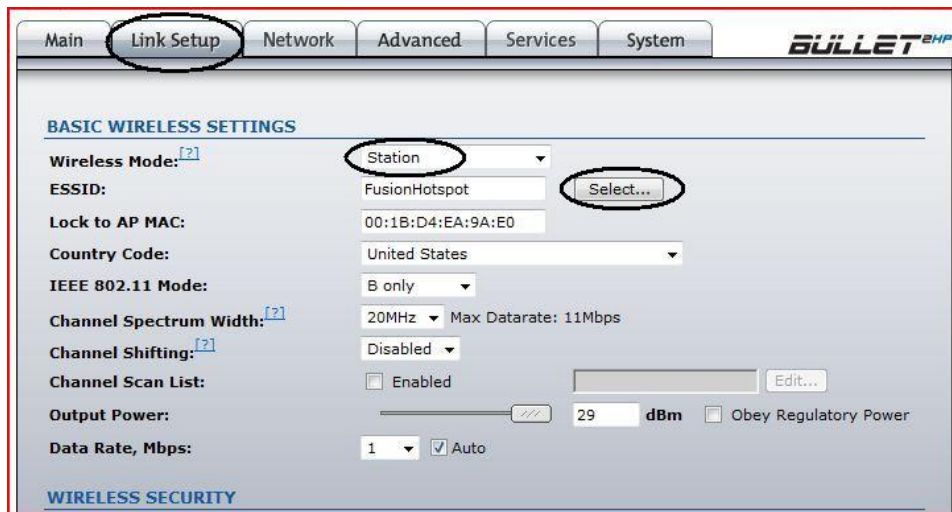 Main Link Setup Network Advanced Services System BULLET2HP
BASIC WIRELESS SETTINGS
Wireless Mode:[?] Station
ESSID: FusionHotspot Select...
Lock to AP MAC: 00:1B:D4:EA:9A:E0
Country Code: United States
IEEE 802.11 Mode: B only
Channel Spectrum Width:[?] 20MHz Max Datarate: 11Mbps
Channel Shifting:[?] Disabled
Channel Scan List: Enabled Edit...
Output Power: 29 dBm Obey Regulatory Power
Data Rate, Mbps: 1 Auto
WIRELESS SECURITY